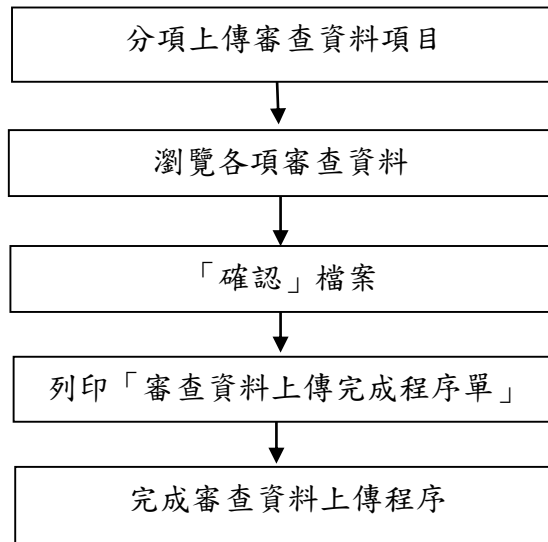 分項上傳審查資料項目
瀏覽各項審查資料
「確認」檔案
列印「審查資料上傳完成程序單」
完成審查資料上傳程序